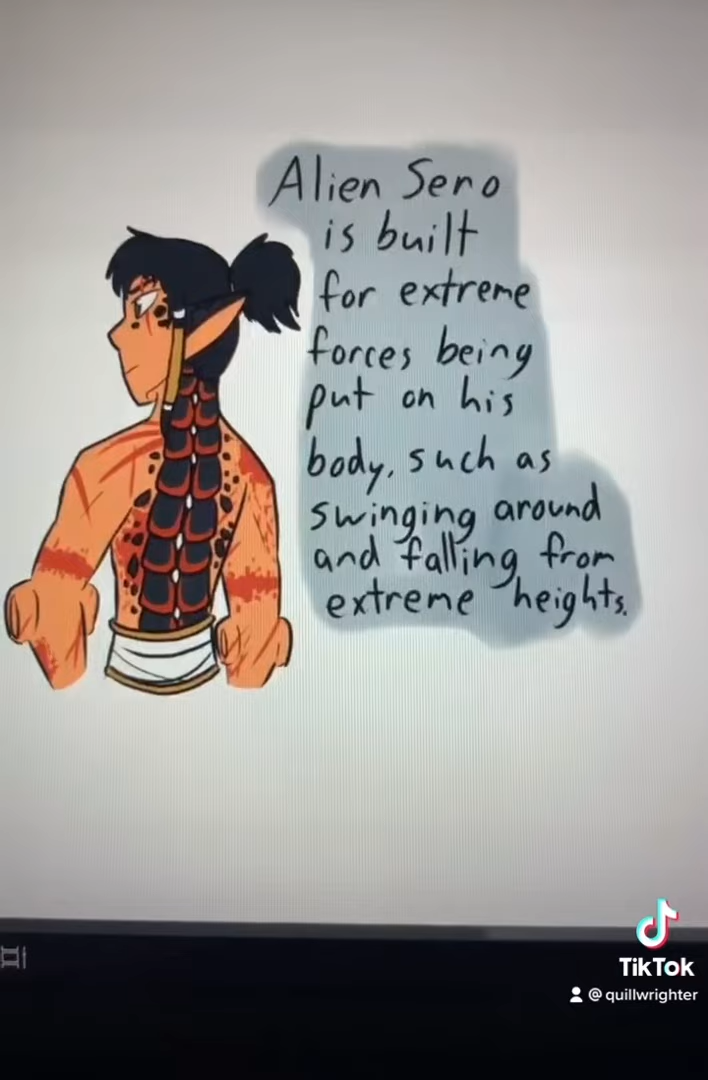 Alien Sero
is built
for extreme
forces being
put on his
body, such as
swinging around
and falling from
extreme heights.
TikTok
@quillwrighter